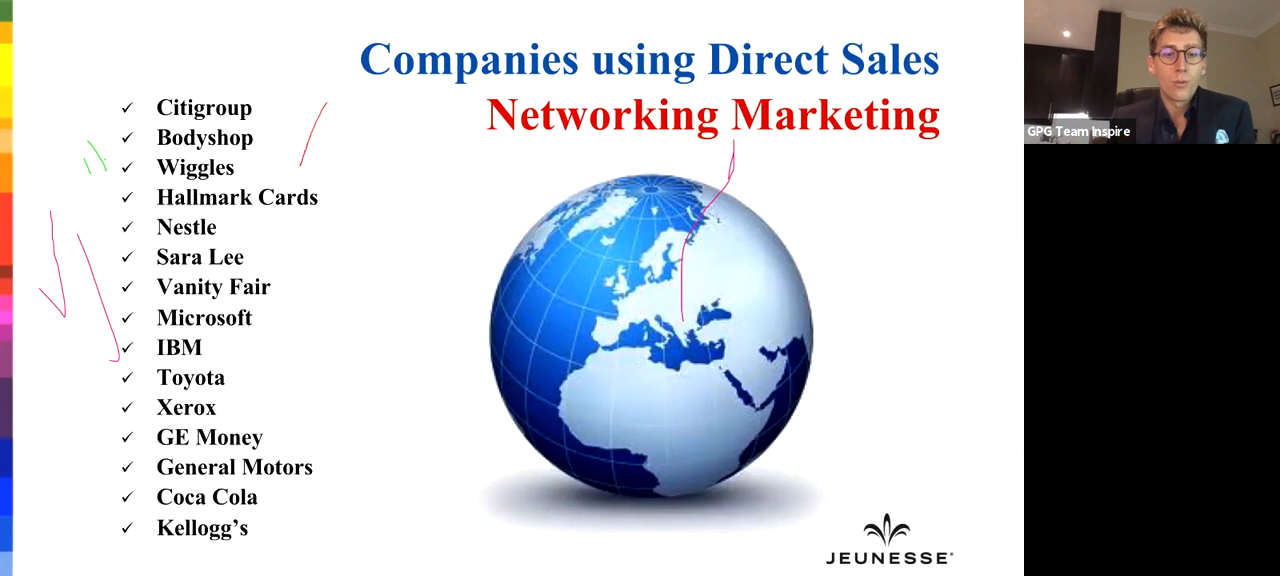 Companies using Direct Sales
Networking Marketing
✓ Citigroup
✓ Bodyshop
✓ Wiggles
✓ Hallmark Cards
✓ Nestle
✓ Sara Lee
✓ Vanity Fair
✓ Microsoft
✓ IBM
✓ Toyota
✓ Xerox
✓ GE Money
✓ General Motors
✓ Coca Cola
✓ Kellogg’s
JEUNESSE®
GPG Team Inspire